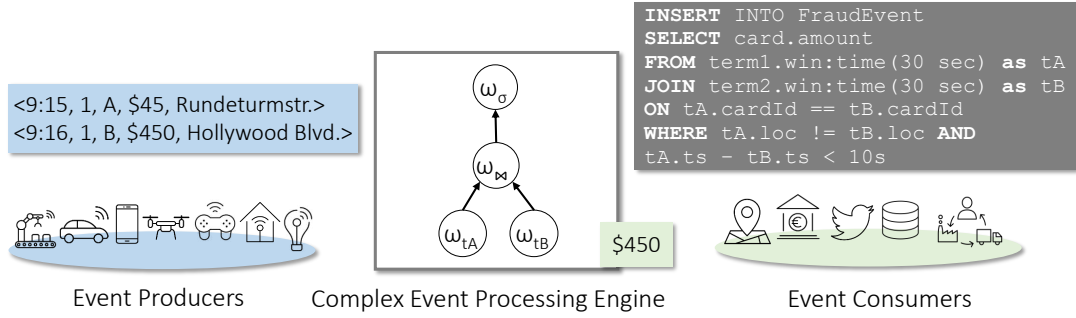 INSERT INTO FraudEvent
SELECT card.amount
FROM term1.win:time(30 sec) as tA
JOIN term2.win:time(30 sec) as tB
ON tA.cardId == tB.cardId
WHERE tA.loc != tB.loc AND
tA.ts – tB.ts < 10s
<9:15, 1, A, $45, Rundeturmstr.>
<9:16, 1, B, $450, Hollywood Blvd.>
ωσ
ω⋈
ωtA
ωtB
$450
€
Event Producers
Complex Event Processing Engine
Event Consumers